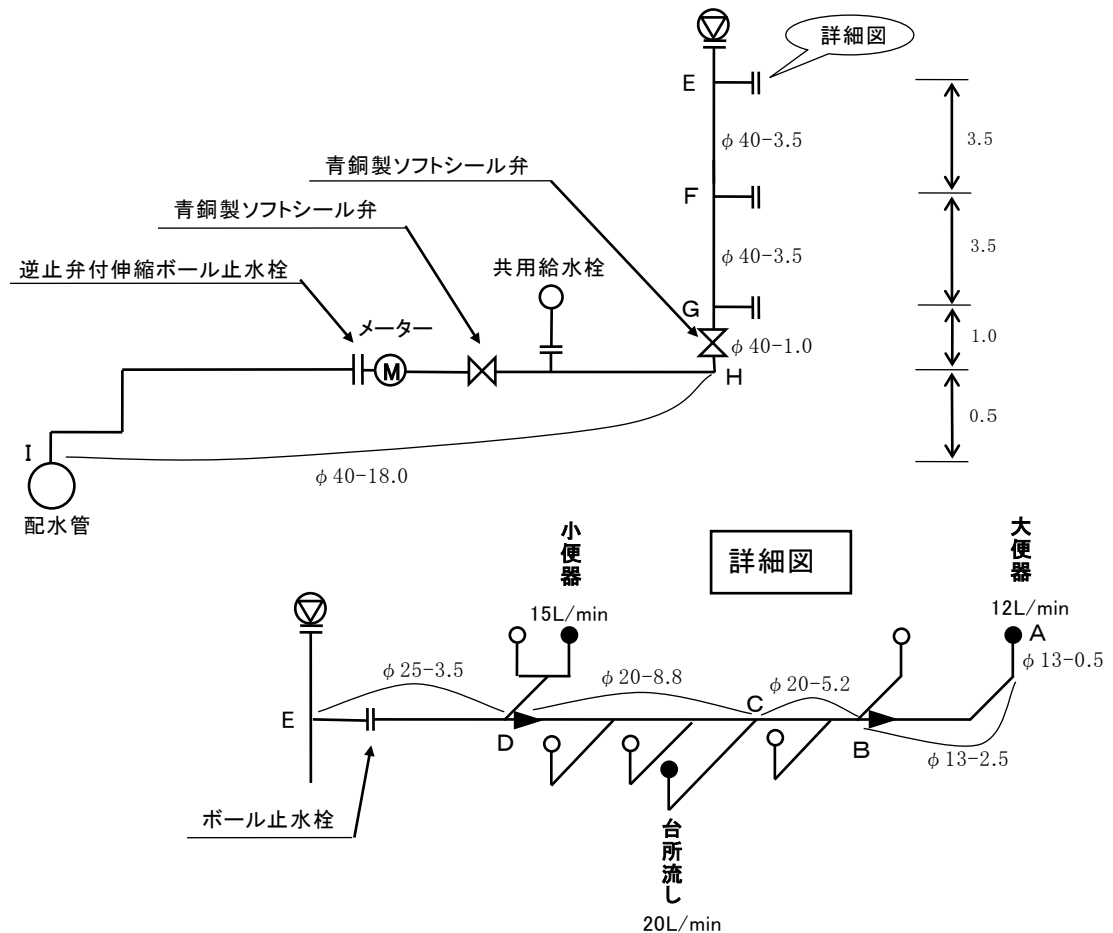 詳細図
E
φ40-3.5
3.5
青銅製ソフトシール弁
F
青銅製ソフトシール弁
φ40-3.5
3.5
逆止弁付伸縮ボール止水栓
共用給水栓
G
メーター
φ40-1.0
1.0
M
H
0.5
I
φ40-18.0
配水管
小便器
詳細図
大便器
15L/min
12L/min
A
φ13-0.5
φ25-3.5
φ20-8.8
φ20-5.2
C
E
D
B
φ13-2.5
ボール止水栓
台所流し
20L/min